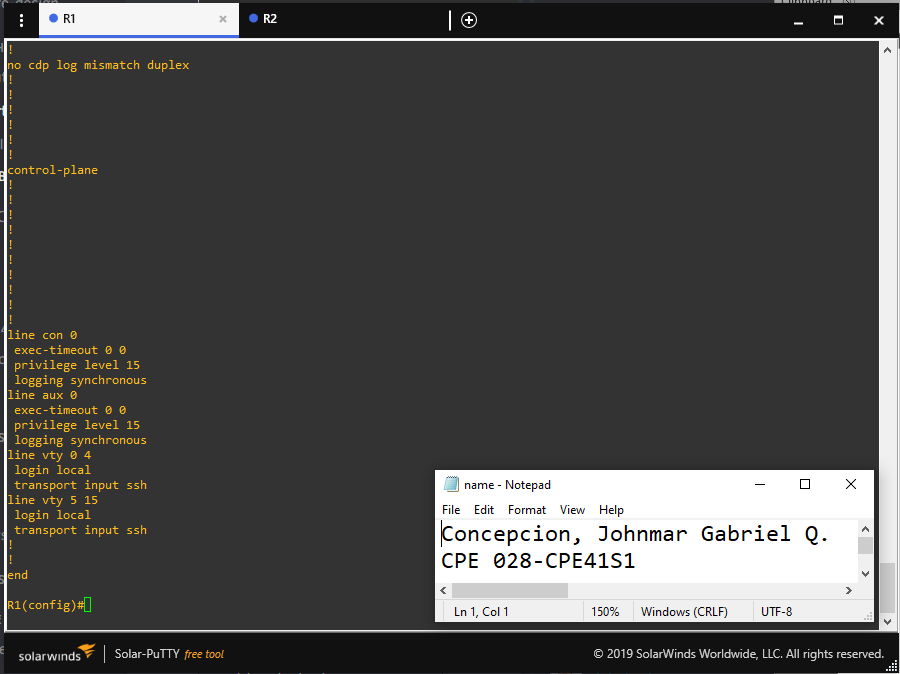 R1
R2
!
no cdp log mismatch duplex
!
!
!
!
!
!
control-plane
!
!
!
!
!
!
!
!
!
!
line con 0
exec-timeout 0 0
privilege level 15
logging synchronous
line aux 0
exec-timeout 0 0
privilege level 15
logging synchronous
line vty 0 4
login local
transport input ssh
line vty 5 15
login local
transport input ssh
!
!
end
R1(config)#
name - Notepad
File Edit Format View Help
Concepcion, Johnmar Gabriel Q.
CPE 028-CPE41S1
Ln 1, Col 1 150% Windows (CRLF) UTF-8
solarwinds Solar-PuTTY free tool © 2019 SolarWinds Worldwide, LLC. All rights reserved.